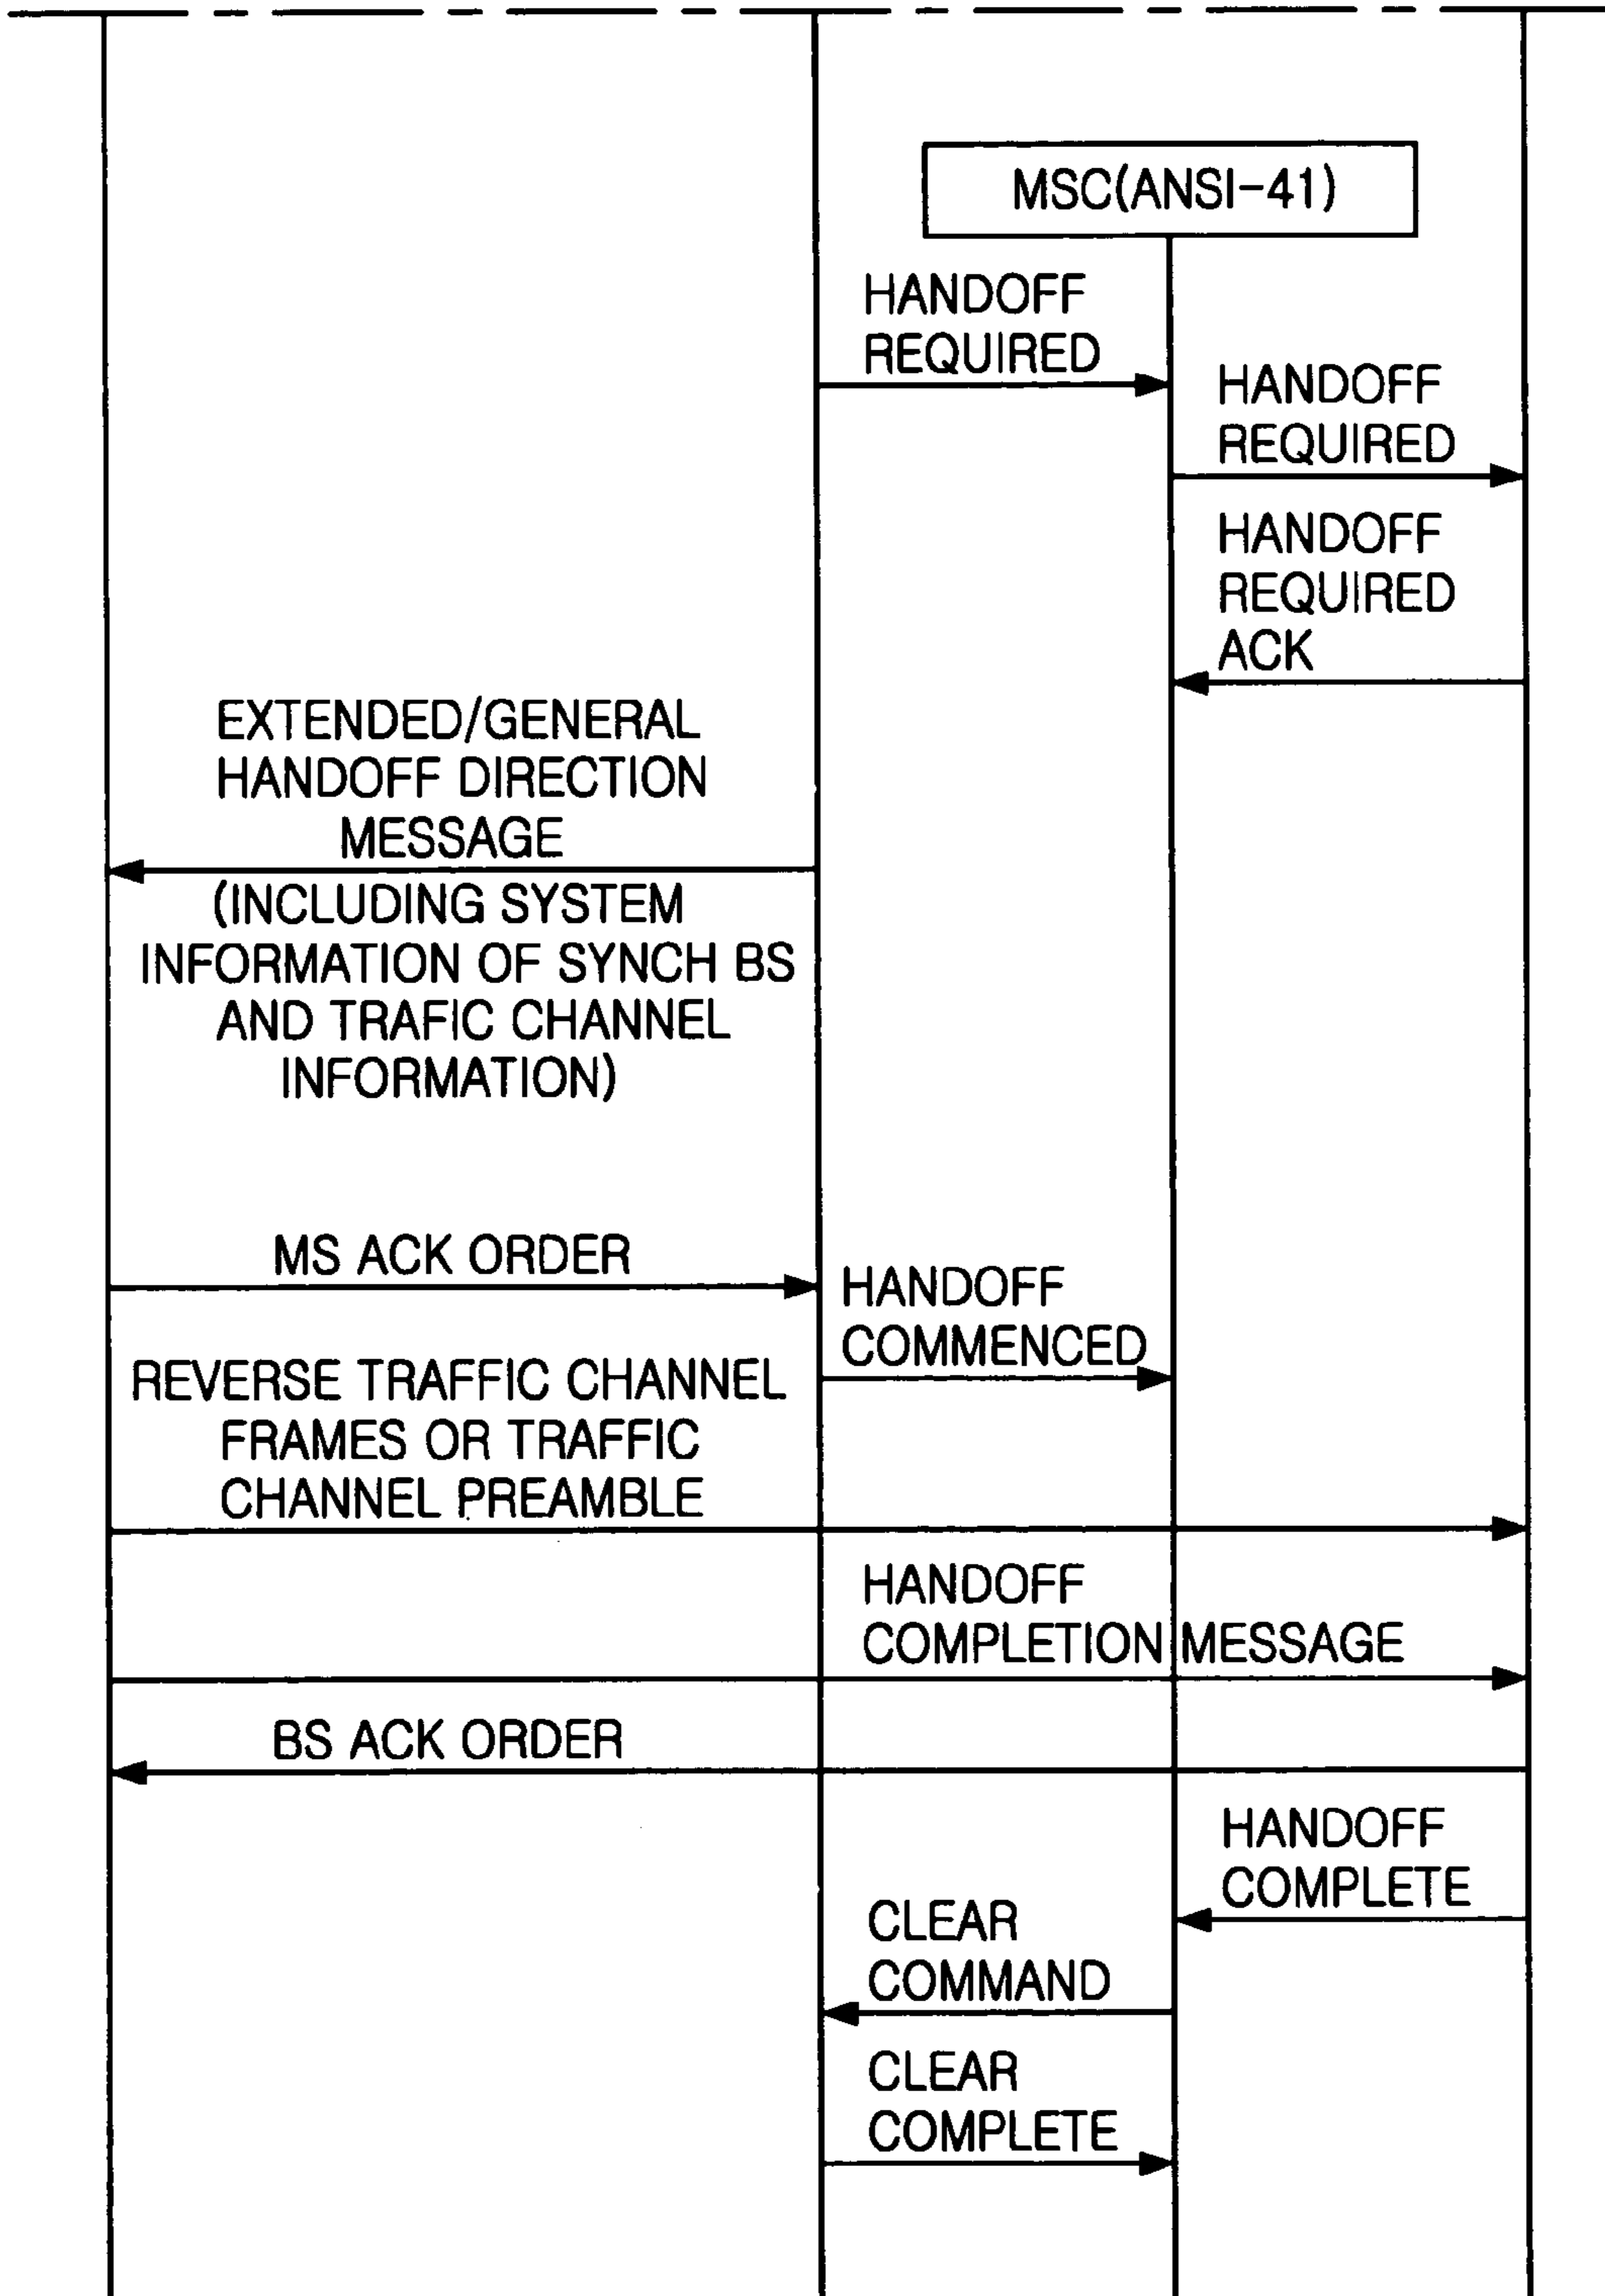 MSC(ANSI-41)
HANDOFF
REQUIRED
HANDOFF
REQUIRED
HANDOFF
REQUIRED
ACK
EXTENDED/GENERAL
HANDOFF DIRECTION
MESSAGE
(INCLUDING SYSTEM
INFORMATION OF SYNCH BS
AND TRAFIC CHANNEL
INFORMATION)
MS ACK ORDER
HANDOFF
COMMENCED
REVERSE TRAFFIC CHANNEL
FRAMES OR TRAFFIC
CHANNEL PREAMBLE
HANDOFF
COMPLETION MESSAGE
BS ACK ORDER
HANDOFF
COMPLETE
CLEAR
COMMAND
CLEAR
COMPLETE